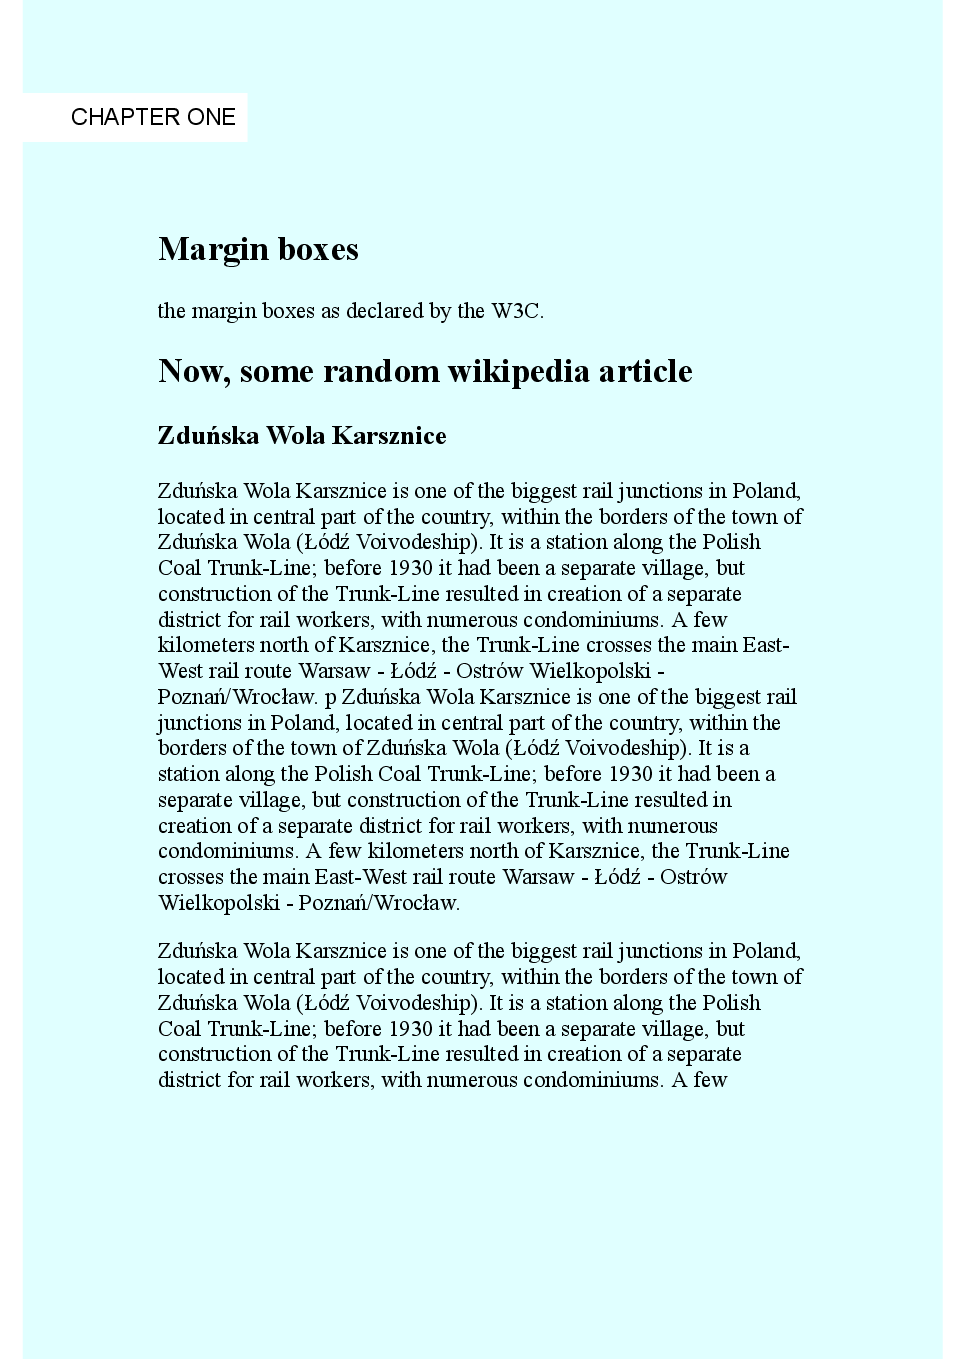 CHAPTER ONE
Margin boxes
the margin boxes as declared by the W3C.
Now, some random wikipedia article
Zduńska Wola Karsznice
Zduńska Wola Karsznice is one of the biggest rail junctions in Poland,
located in central part of the country, within the borders of the town of
Zduńska Wola (Łódź Voivodeship). It is a station along the Polish
Coal Trunk-Line; before 1930 it had been a separate village, but
construction of the Trunk-Line resulted in creation of a separate
district for rail workers, with numerous condominiums. A few
kilometers north of Karsznice, the Trunk-Line crosses the main East-
West rail route Warsaw - Łódź - Ostrów Wielkopolski -
Poznań/Wrocław. p Zduńska Wola Karsznice is one of the biggest rail
junctions in Poland, located in central part of the country, within the
borders of the town of Zduńska Wola (Łódź Voivodeship). It is a
station along the Polish Coal Trunk-Line; before 1930 it had been a
separate village, but construction of the Trunk-Line resulted in
creation of a separate district for rail workers, with numerous
condominiums. A few kilometers north of Karsznice, the Trunk-Line
crosses the main East-West rail route Warsaw - Łódź - Ostrów
Wielkopolski - Poznań/Wrocław.
Zduńska Wola Karsznice is one of the biggest rail junctions in Poland,
located in central part of the country, within the borders of the town of
Zduńska Wola (Łódź Voivodeship). It is a station along the Polish
Coal Trunk-Line; before 1930 it had been a separate village, but
construction of the Trunk-Line resulted in creation of a separate
district for rail workers, with numerous condominiums. A few